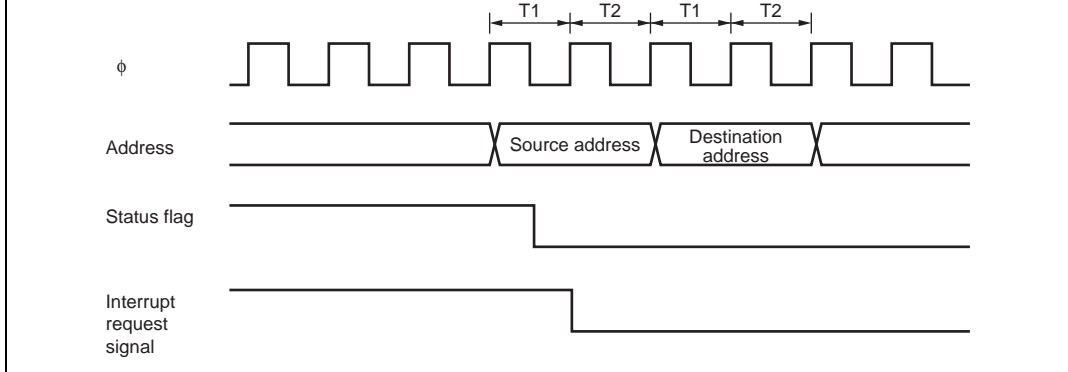 T1 T2 T1 T2
ϕ
Address
Source address
Destination
address
Status flag
Interrupt
request
signal